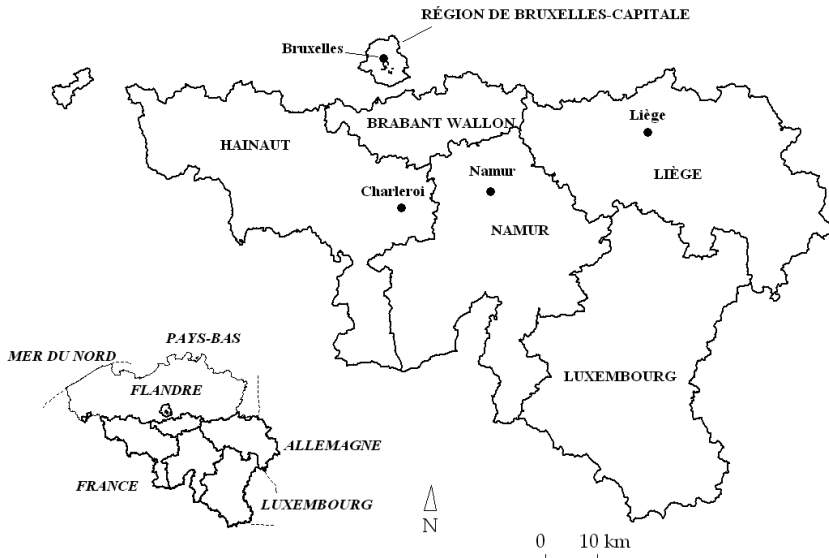 RÉGION DE BRUXELLES-CAPITALE
Bruxelles
Liège
BRABANT WALLON
HAINAUT
Namur
LIÈGE
Charleroi
NAMUR
PAYS-BAS
MER DU NORD
LUXEMBOURG
FLANDRE
ALLEMAGNE
FRANCE
LUXEMBOURG
N
0 10 km